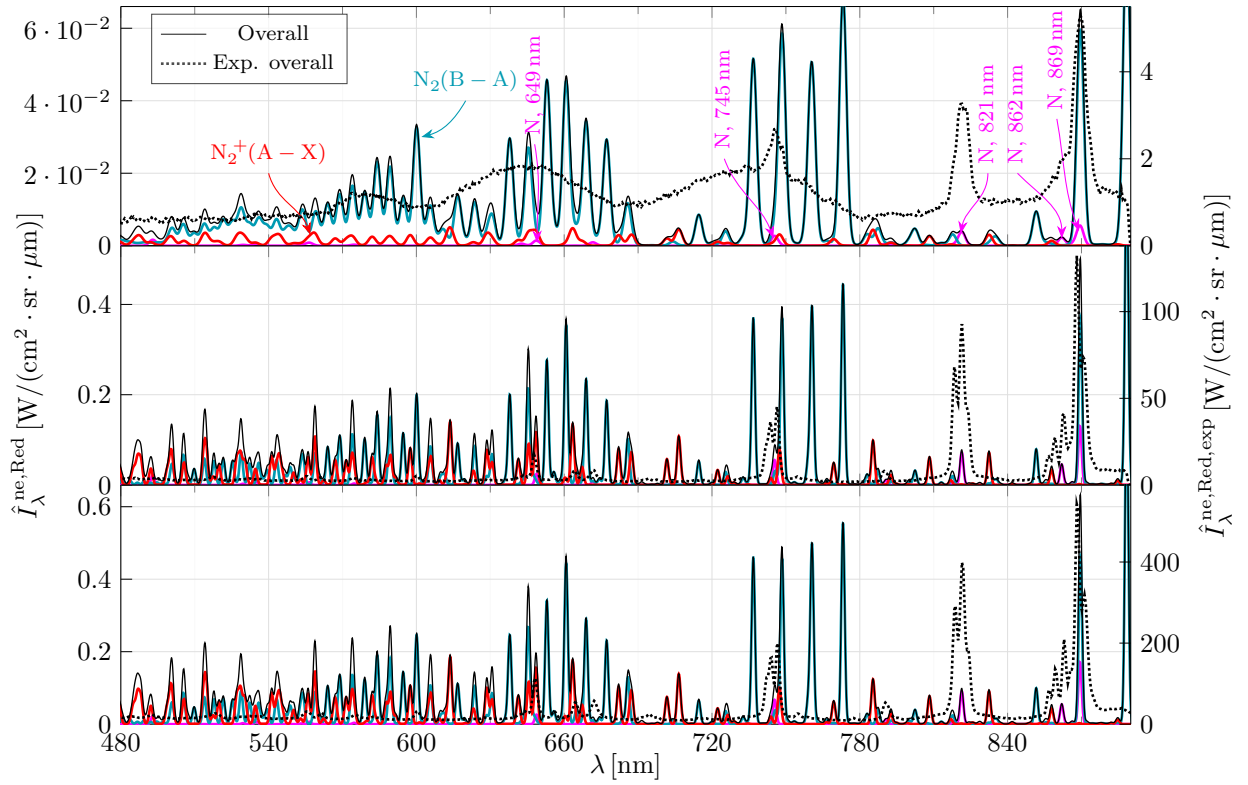 6 · 10⁻²
4 · 10⁻²
2 · 10⁻²
0
Overall
Exp. overall
N₂(B − A)
N₂⁺(A − X)
N, 649 nm
N, 745 nm
N, 821 nm
N, 862 nm
N, 869 nm
4
2
0
0.4
0.2
0
100
50
0
0.6
0.4
0.2
0
400
200
0
Î_λ^ne,Red [W/(cm² · sr · μm)]
Î_λ^ne,Red,exp [W/(cm² · sr · μm)]
480 540 600 660 720 780 840
λ [nm]